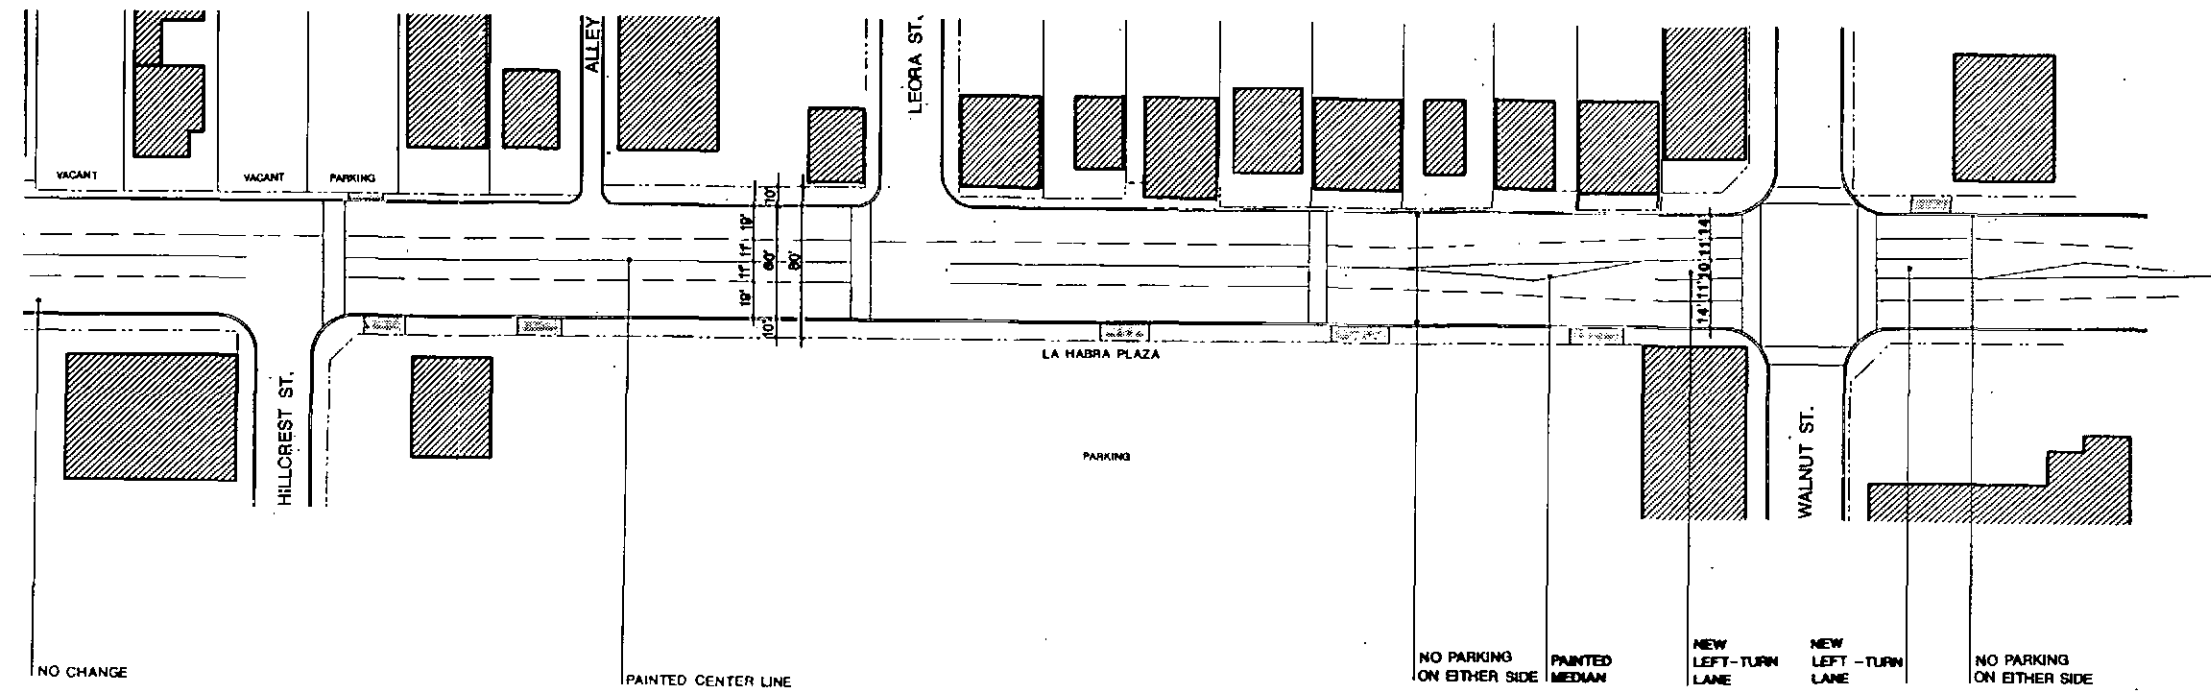 ALLEY
LEORA ST.
VACANT
VACANT
PARKING
10'
19'
11'
11'
19'
10'
60'
80'
14'
11'
10'
11'
14'
LA HABRA PLAZA
PARKING
HILLCREST ST.
WALNUT ST.
NO CHANGE
PAINTED CENTER LINE
NO PARKING
ON EITHER SIDE
PAINTED
MEDIAN
NEW
LEFT-TURN
LANE
NEW
LEFT -TURN
LANE
NO PARKING
ON EITHER SIDE